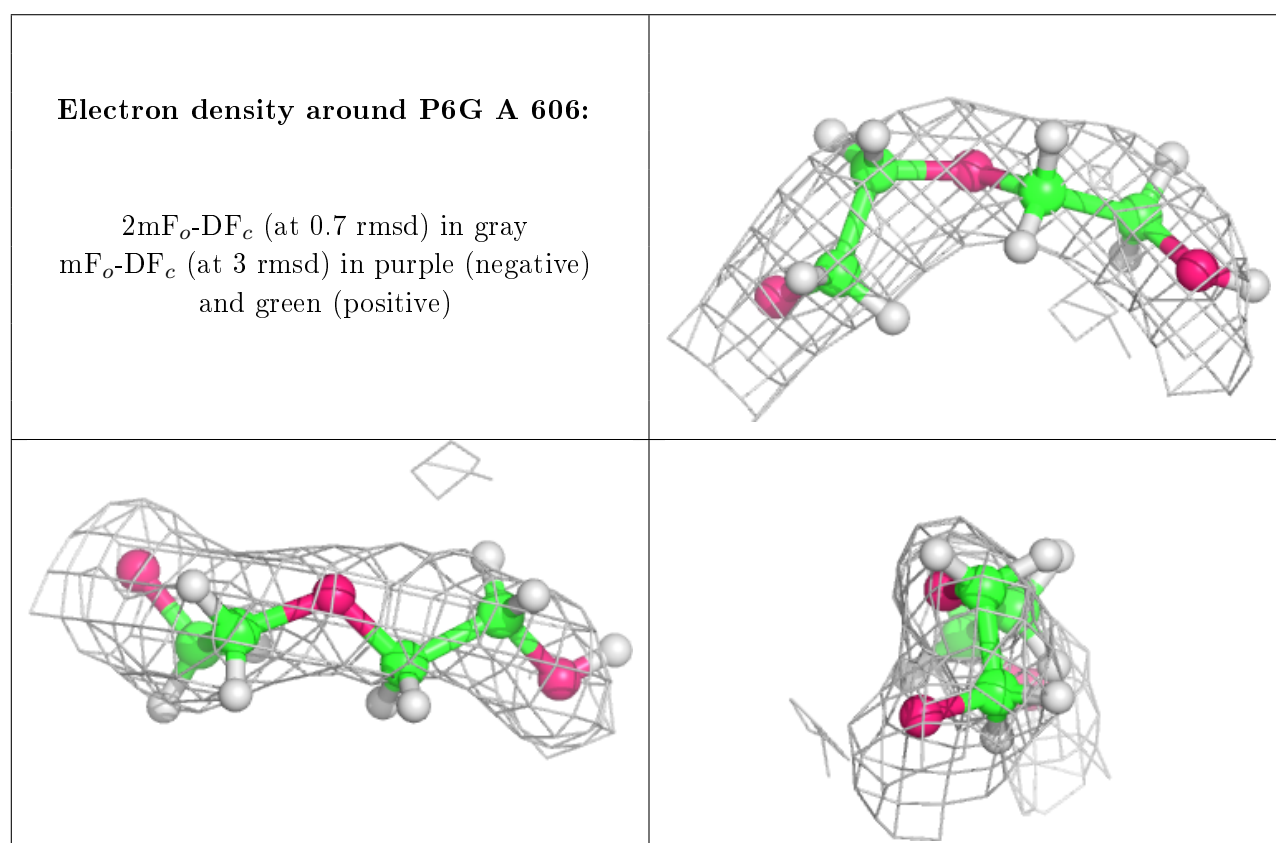 Electron density around P6G A 606:
2mFo-DFc (at 0.7 rmsd) in gray
mFo-DFc (at 3 rmsd) in purple (negative)
and green (positive)